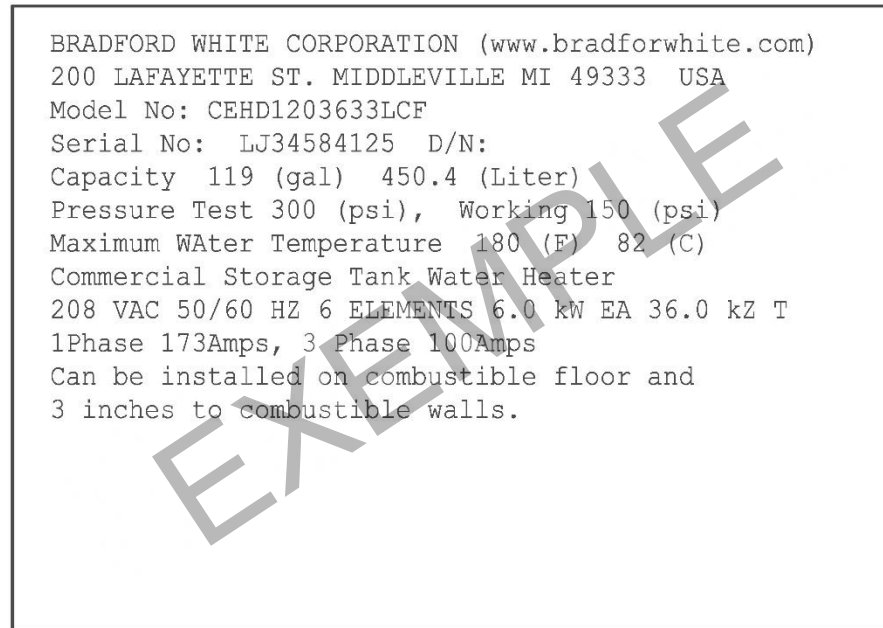 BRADFORD WHITE CORPORATION (www.bradforwhite.com)
200 LAFAYETTE ST. MIDDLEVILLE MI 49333 USA
Model No: CEHD1203633LCF
Serial No: LJ34584125 D/N:
Capacity 119 (gal) 450.4 (Liter)
Pressure Test 300 (psi), Working 150 (psi)
Maximum WAter Temperature 180 (F) 82 (C)
Commercial Storage Tank Water Heater
208 VAC 50/60 HZ 6 ELEMENTS 6.0 kW EA 36.0 kZ T
1Phase 173Amps, 3 Phase 100Amps
Can be installed on combustible floor and
3 inches to combustible walls.
EXEMPLE